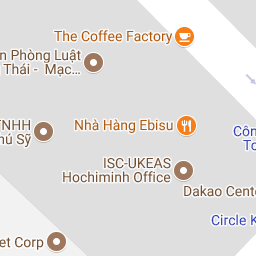 The Coffee Factory
n Phòng Luật
Thái - Mạc...
TNHH
hú Sỹ
Nhà Hàng Ebisu
Côn
To
ISC-UKEAS
Hochiminh Office
Dakao Cente
Circle K
et Corp